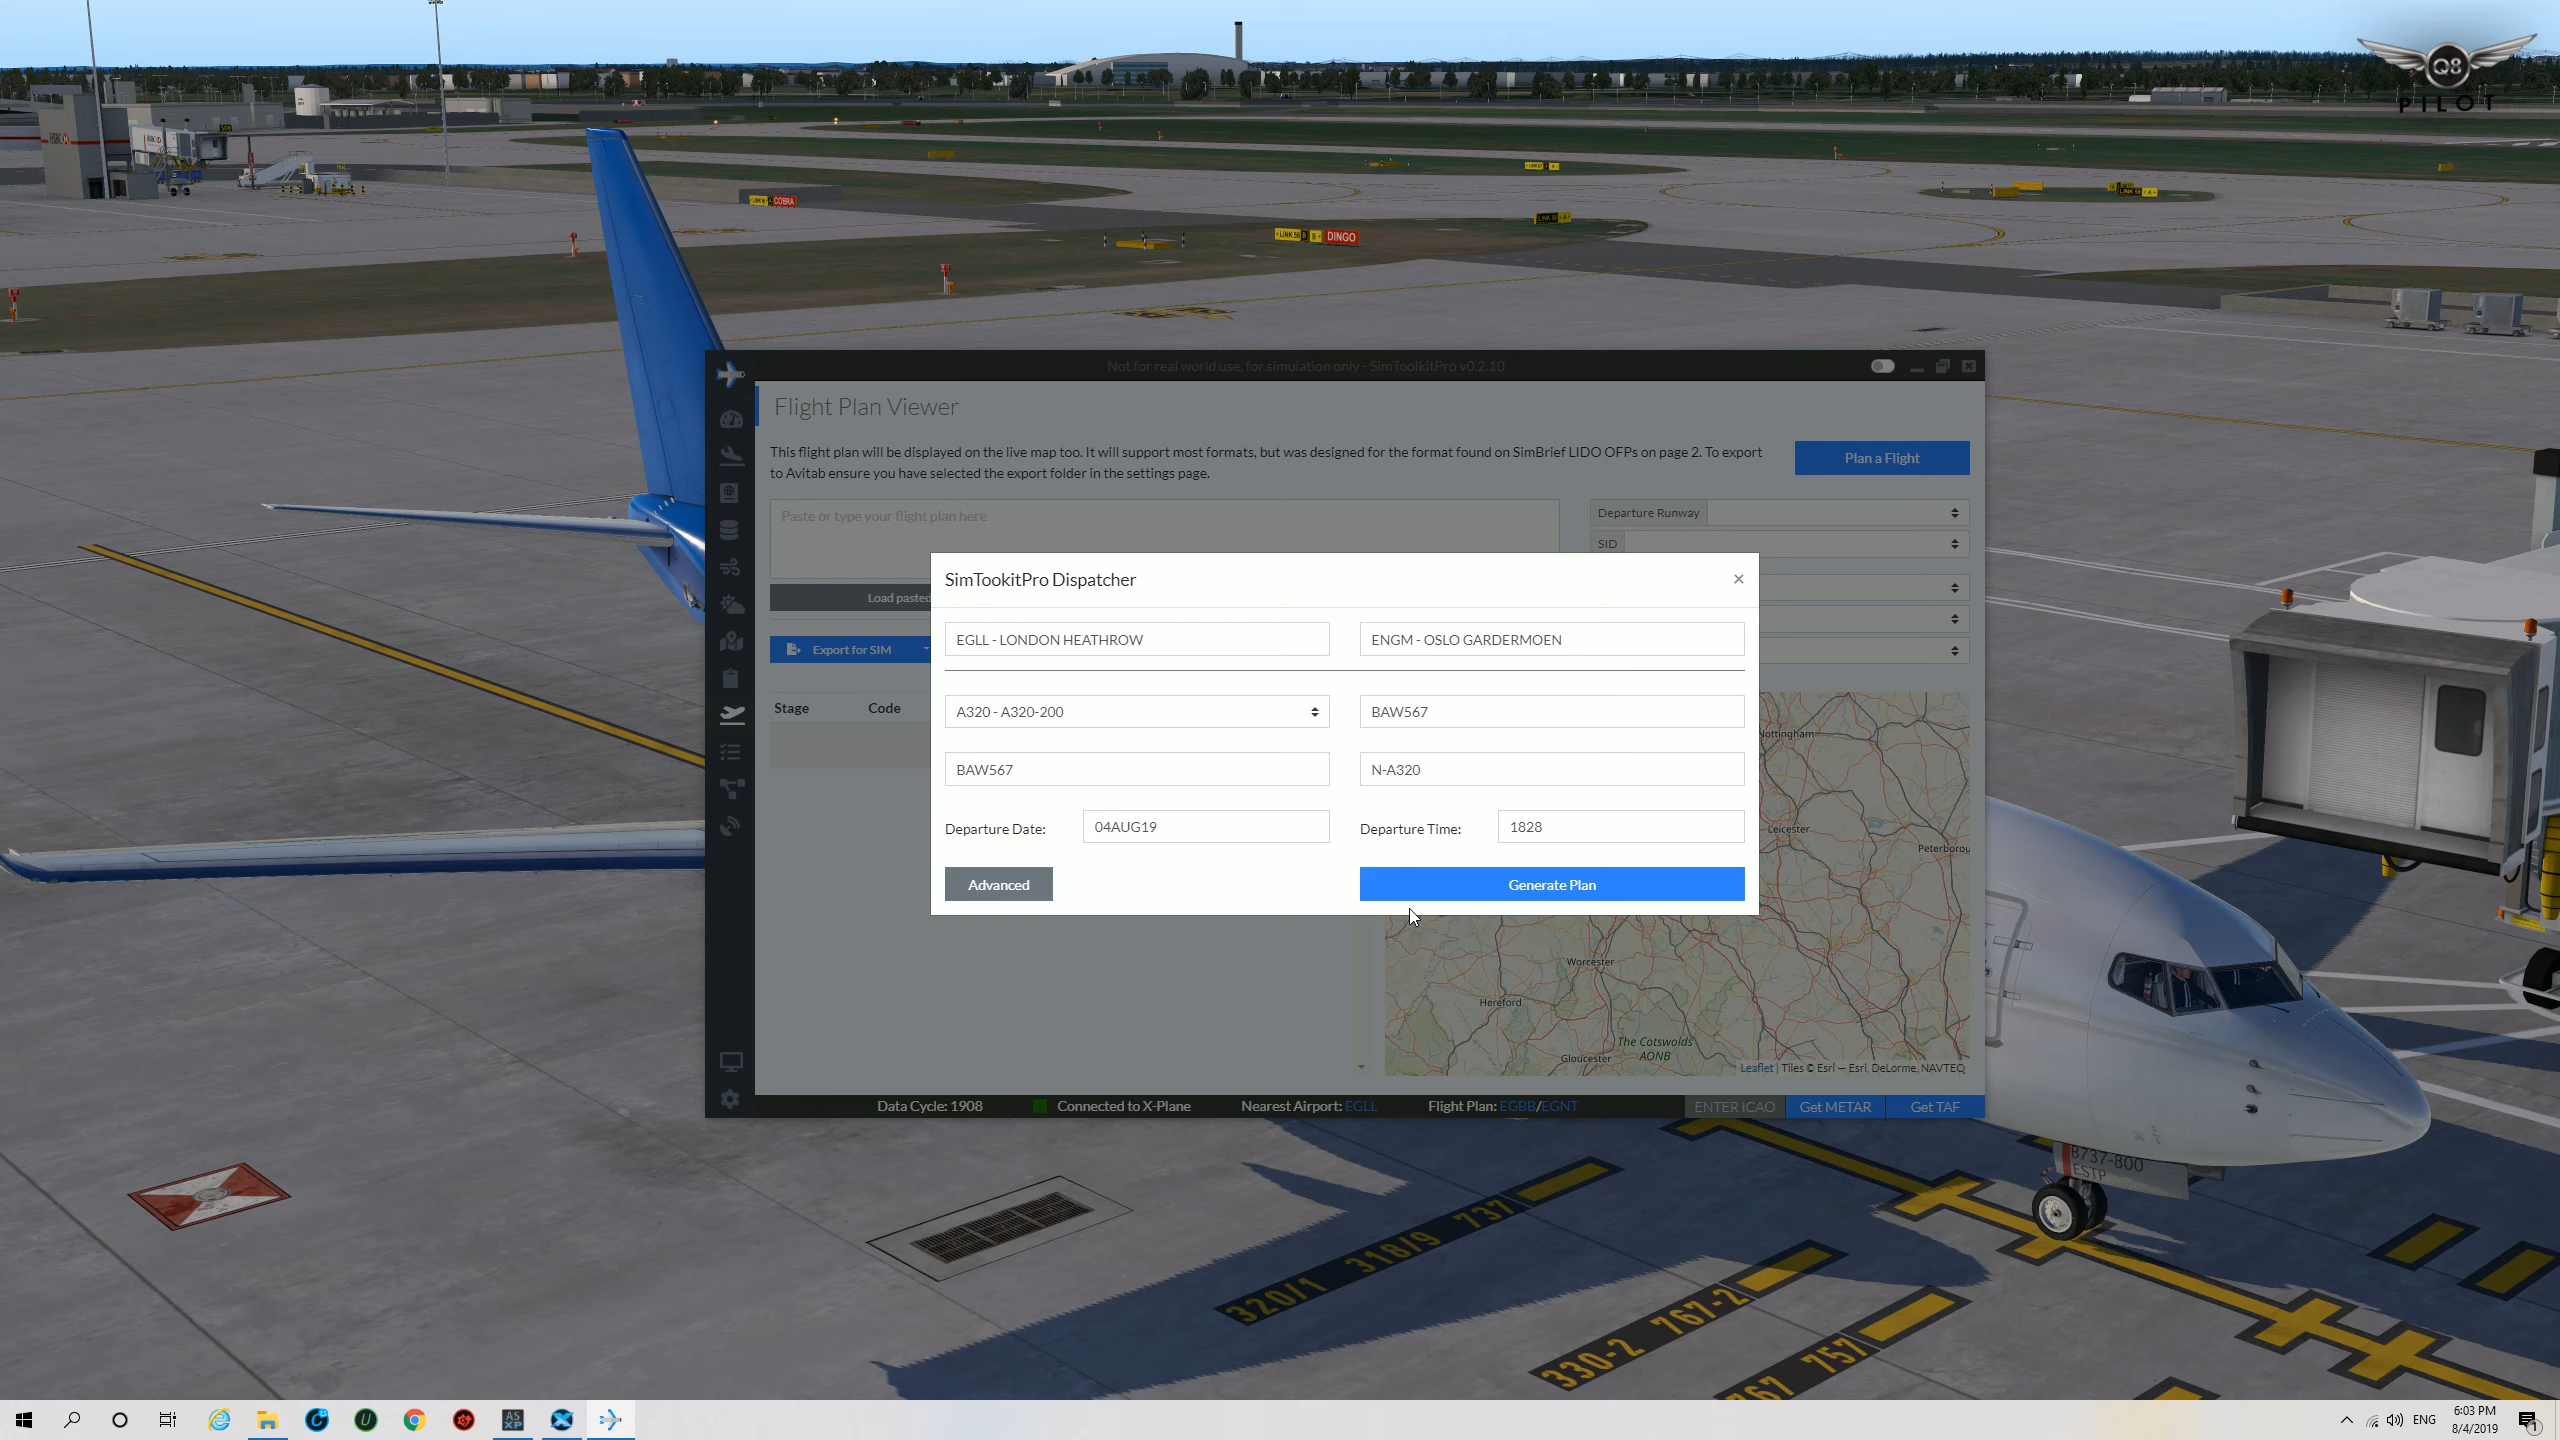 Q8
PILOT
COBRA
LINK 56
DINGO
Not for real world use, for simulation only - SimToolkitPro v0.2.10
Flight Plan Viewer
This flight plan will be displayed on the live map too. It will support most formats, but was designed for the format found on SimBrief LIDO OFPs on page 2. To export
to Avitab ensure you have selected the export folder in the settings page.
Plan a Flight
Paste or type your flight plan here
Departure Runway
SID
Load pasted
Export for SIM
Stage Code
SimTookitPro Dispatcher
×
EGLL - LONDON HEATHROW
ENGM - OSLO GARDERMOEN
A320 - A320-200
BAW567
BAW567
N-A320
Departure Date:
04AUG19
Departure Time:
1828
Advanced
Generate Plan
Nottingham
Leicester
Peterborou
Worcester
Hereford
The Cotswolds
AONB
Gloucester
Leaflet | Tiles © Esri — Esri, DeLorme, NAVTEQ
Data Cycle: 1908
Connected to X-Plane
Nearest Airport: EGLL
Flight Plan: EGBB/EGNT
ENTER ICAO
Get METAR
Get TAF
B737-800
ESTP
320/1 318/9 737
330-2 767-2
767 757
AS
XP
ENG
6:03 PM
8/4/2019
1